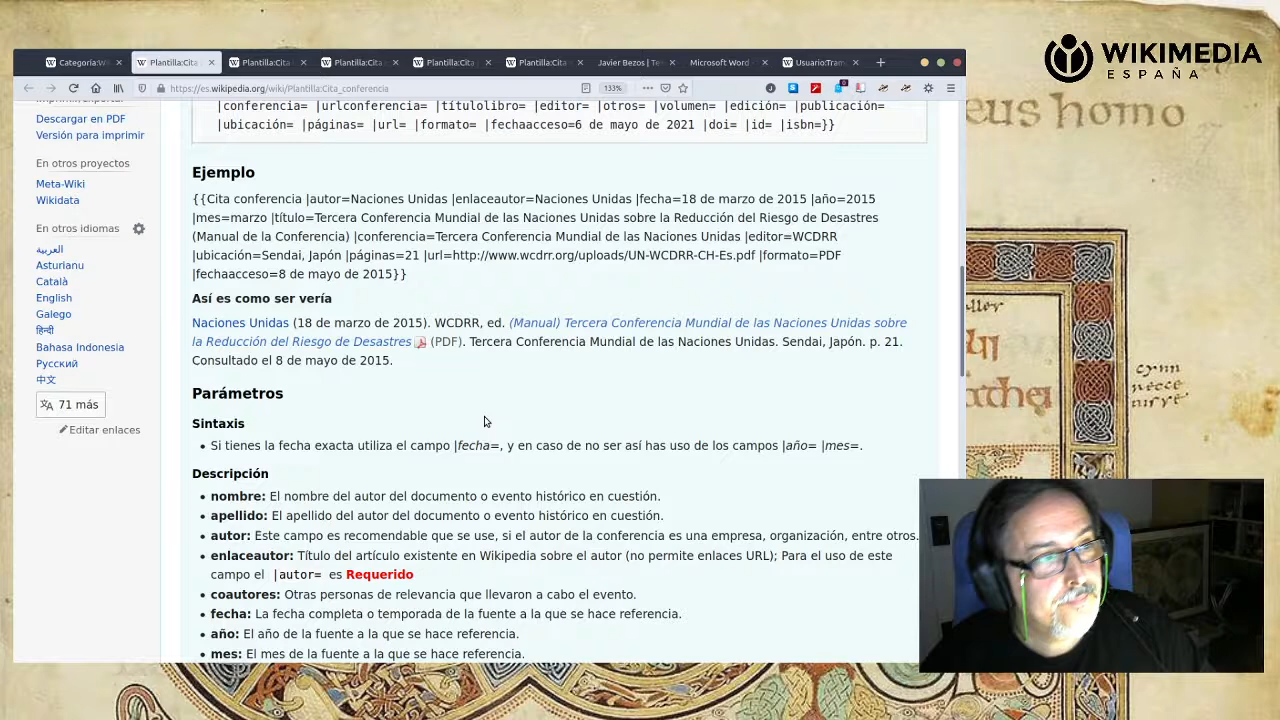 Categoría:W
Plantilla:Cita
Plantilla:Cita
Plantilla:Cita
Plantilla:Cita
Plantilla:Cita
Javier Bezos | Te
Microsoft Word
Usuario:Tram
https://es.wikipedia.org/wiki/Plantilla:Cita_conferencia
133%
WIKIMEDIA
ESPAÑA
eus homo
Descargar en PDF
Versión para imprimir
En otros proyectos
Meta-Wiki
Wikidata
En otros idiomas
العربية
Asturianu
Català
English
Galego
हिन्दी
Bahasa Indonesia
Русский
中文
71 más
Editar enlaces
|conferencia= |urlconferencia= |títulolibro= |editor= |otros= |volumen= |edición= |publicación=
|ubicación= |páginas= |url= |formato= |fechaacceso=6 de mayo de 2021 |doi= |id= |isbn=}}
Ejemplo
{{Cita conferencia |autor=Naciones Unidas |enlaceautor=Naciones Unidas |fecha=18 de marzo de 2015 |año=2015
|mes=marzo |título=Tercera Conferencia Mundial de las Naciones Unidas sobre la Reducción del Riesgo de Desastres
(Manual de la Conferencia) |conferencia=Tercera Conferencia Mundial de las Naciones Unidas |editor=WCDRR
|ubicación=Sendai, Japón |páginas=21 |url=http://www.wcdrr.org/uploads/UN-WCDRR-CH-Es.pdf |formato=PDF
|fechaacceso=8 de mayo de 2015}}
Así es como ser vería
Naciones Unidas (18 de marzo de 2015). WCDRR, ed. (Manual) Tercera Conferencia Mundial de las Naciones Unidas sobre
la Reducción del Riesgo de Desastres (PDF). Tercera Conferencia Mundial de las Naciones Unidas. Sendai, Japón. p. 21.
Consultado el 8 de mayo de 2015.
Parámetros
Sintaxis
• Si tienes la fecha exacta utiliza el campo |fecha=, y en caso de no ser así has uso de los campos |año= |mes=.
Descripción
• nombre: El nombre del autor del documento o evento histórico en cuestión.
• apellido: El apellido del autor del documento o evento histórico en cuestión.
• autor: Este campo es recomendable que se use, si el autor de la conferencia es una empresa, organización, entre otros.
• enlaceautor: Título del artículo existente en Wikipedia sobre el autor (no permite enlaces URL); Para el uso de este
campo el |autor= es Requerido
• coautores: Otras personas de relevancia que llevaron a cabo el evento.
• fecha: La fecha completa o temporada de la fuente a la que se hace referencia.
• año: El año de la fuente a la que se hace referencia.
• mes: El mes de la fuente a la que se hace referencia.